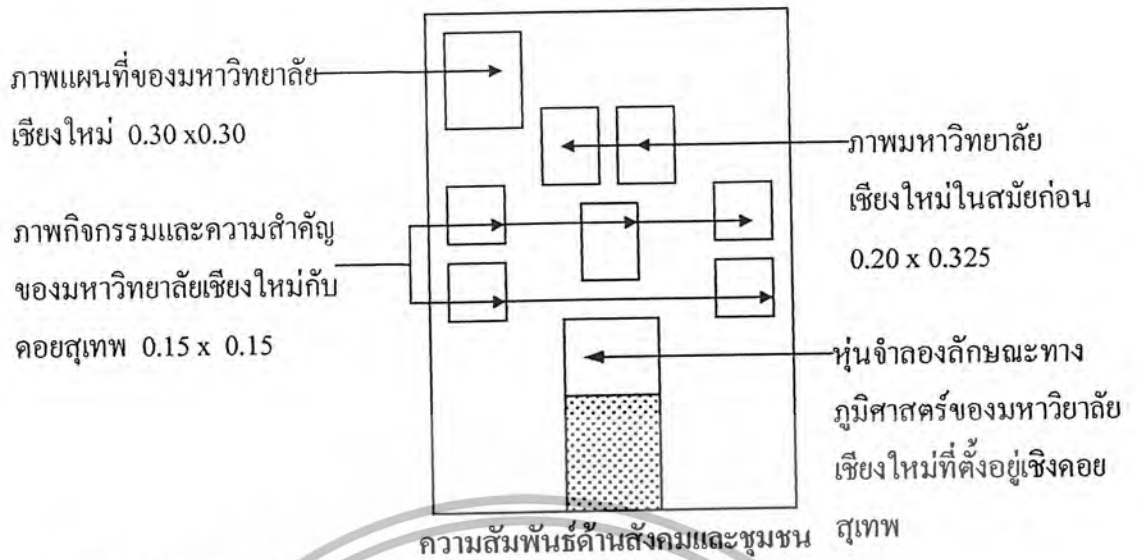 ภาพแผนที่ของมหาวิทยาลัย
เชียงใหม่ 0.30 x0.30
ภาพกิจกรรมและความสำคัญ
ของมหาวิทยาลัยเชียงใหม่กับ
คอยสุเทพ 0.15 x 0.15
ภาพมหาวิทยาลัย
เชียงใหม่ในสมัยก่อน
0.20 x 0.325
หุ่นจำลองลักษณะทาง
ภูมิศาสตร์ของมหาวิยาลัย
เชียงใหม่ที่ตั้งอยู่เชิงคอย
สุเทพ
ความสัมพันธ์ด้านสังคมและชุมชน